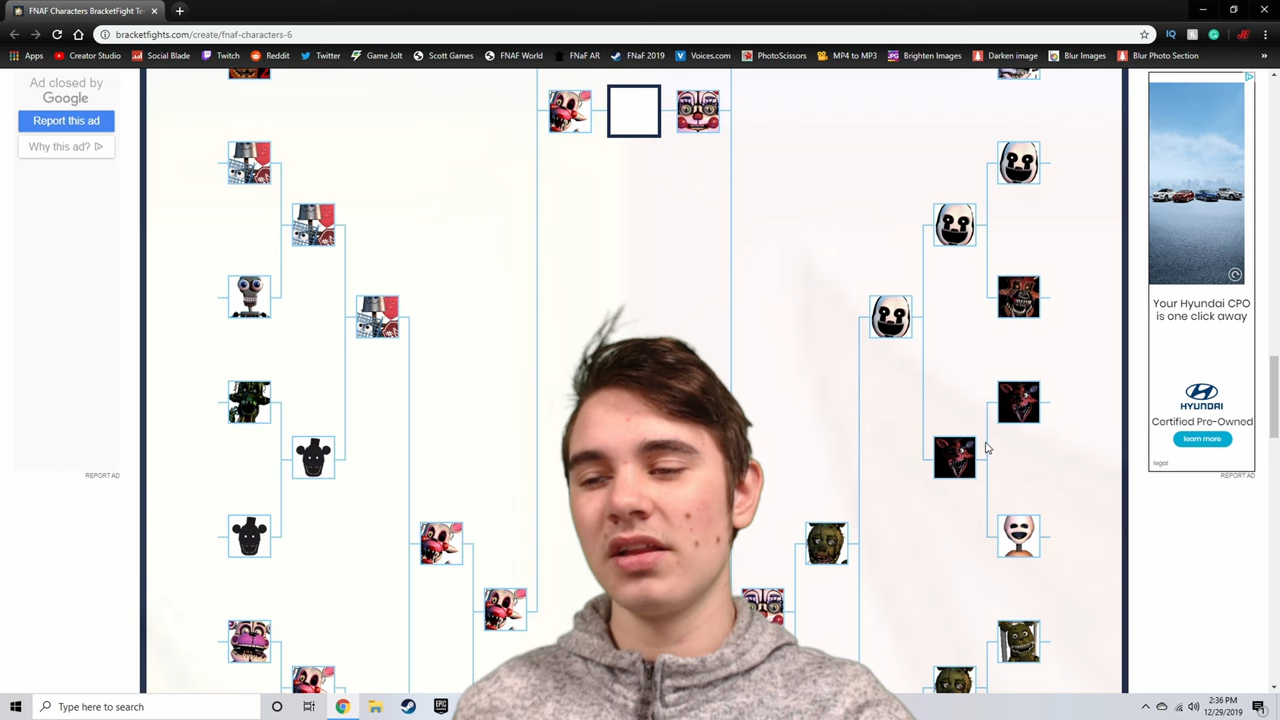 FNAF Characters BracketFight Te
bracketfights.com/create/fnaf-characters-6
Apps
Creator Studio
Social Blade
Twitch
Reddit
Twitter
Game Jolt
Scott Games
FNAF World
FNaF AR
FNAF 2019
Voices.com
PhotoScissors
MP4 to MP3
Brighten Images
Darken image
Blur Images
Blur Photo Section
Ad closed by
Google
Report this ad
Why this ad?
REPORT AD
Your Hyundai CPO
is one click away
HYUNDAI
Certified Pre-Owned
learn more
legal
REPORT AD
Type here to search
EPIC
2:36 PM
12/29/2019